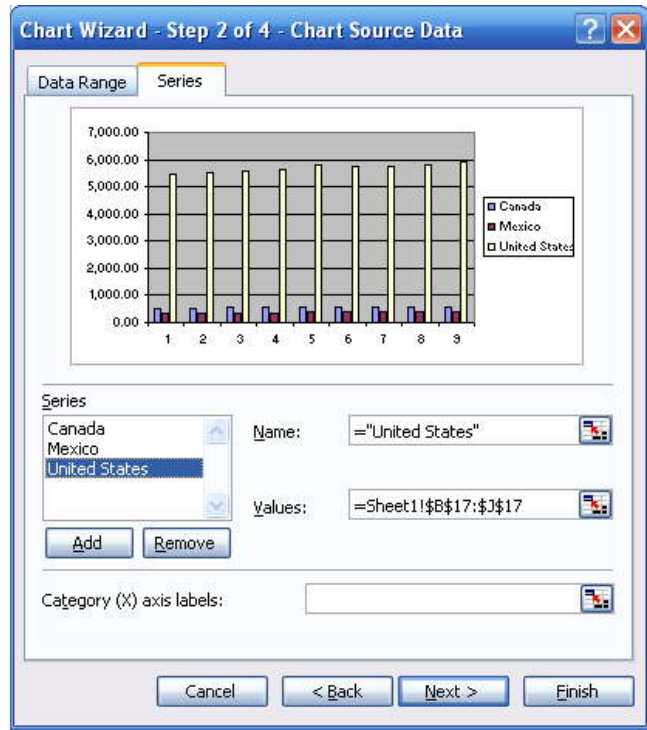 Chart Wizard - Step 2 of 4 - Chart Source Data
Data Range Series
7,000.00
6,000.00
5,000.00
4,000.00
3,000.00
2,000.00
1,000.00
0.00
1 2 3 4 5 6 7 8 9
Canada
Mexico
United States
Series
Canada
Mexico
United States
Name: ="United States"
Values: =Sheet1!$B$17:$J$17
Add Remove
Category (X) axis labels:
Cancel < Back Next > Finish